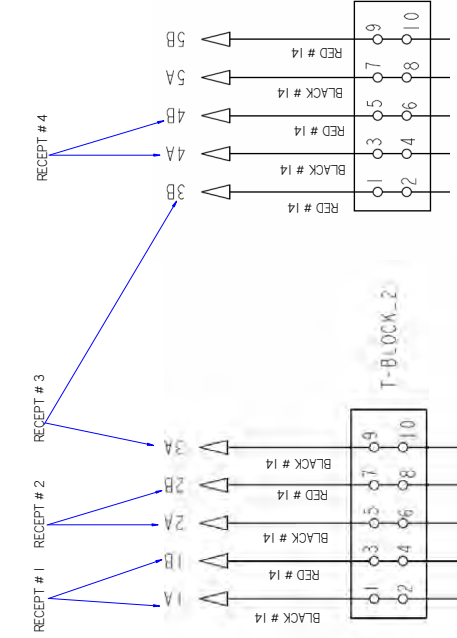 RECEPT # 4
5B
RED # 14
9
10
5A
BLACK # 14
7
8
4B
RED # 14
5
6
4A
BLACK # 14
3
4
3B
RED # 14
1
2
T-BLOCK_2
RECEPT # 3
3A
BLACK # 14
9
10
RECEPT # 2
2B
RED # 14
7
8
2A
BLACK # 14
5
6
RECEPT # 1
1B
RED # 14
3
4
1A
BLACK # 14
1
2